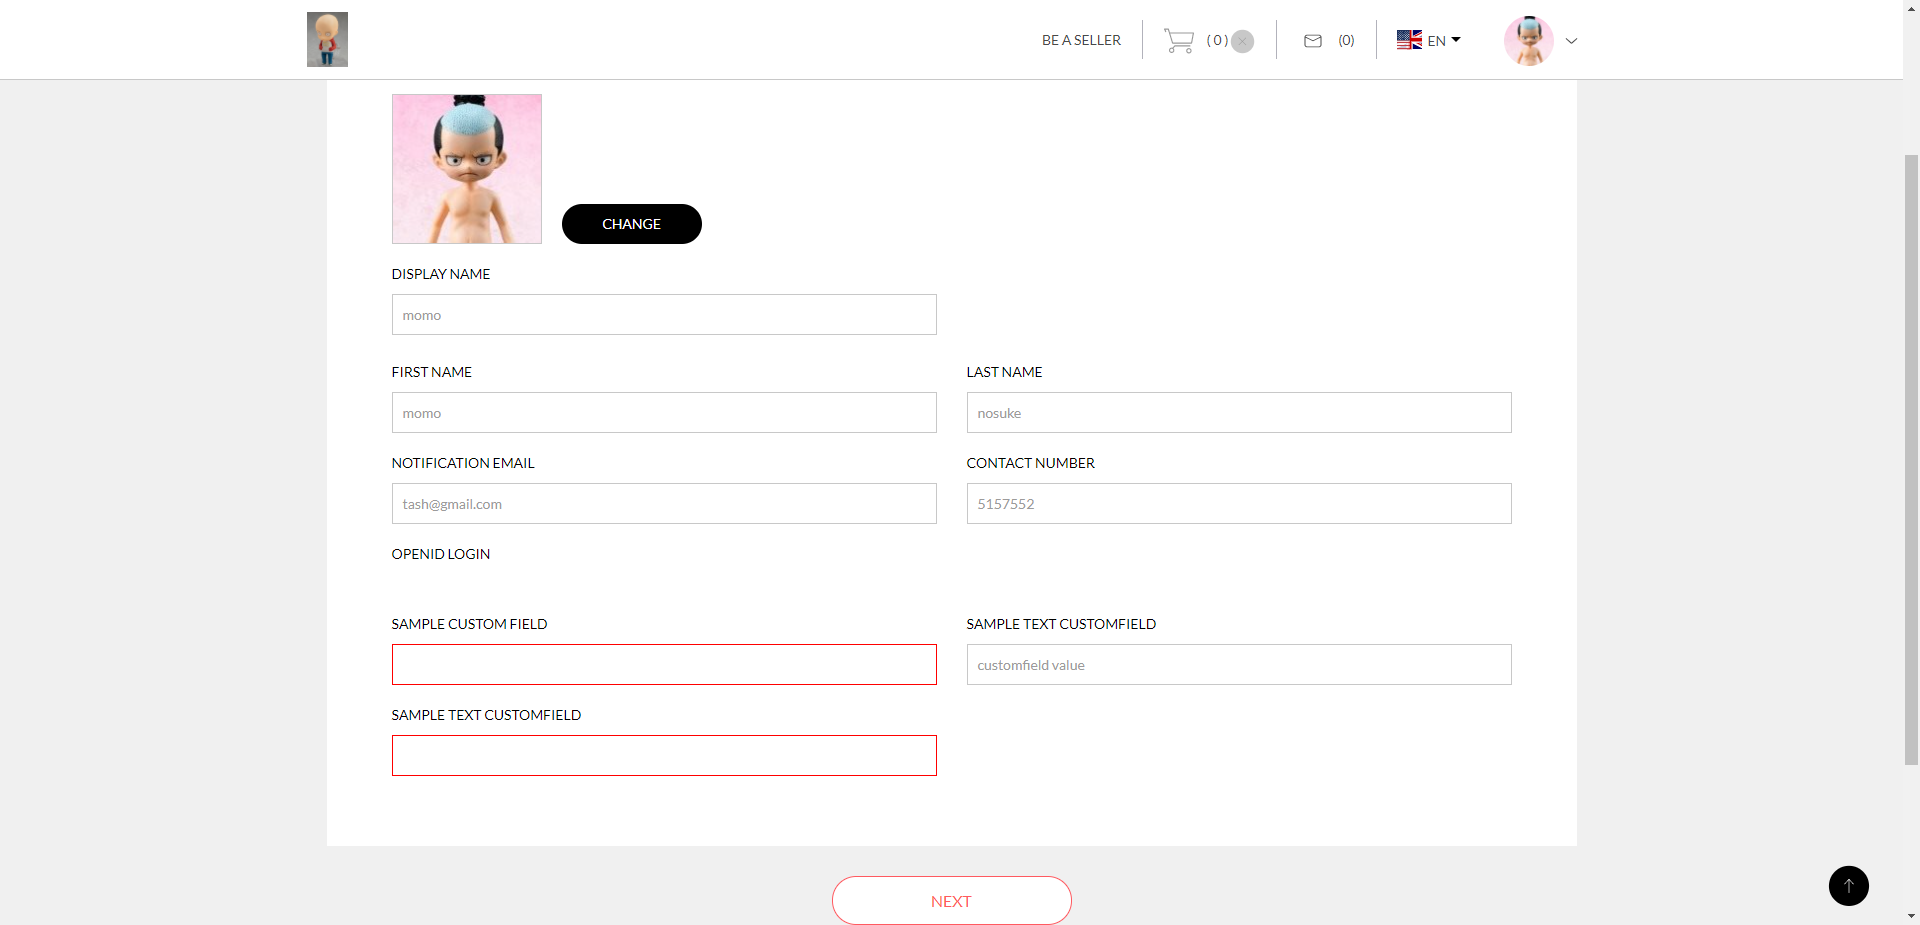 BE A SELLER ( 0 ) (0) EN
CHANGE
DISPLAY NAME
momo
FIRST NAME LAST NAME
momo nosuke
NOTIFICATION EMAIL CONTACT NUMBER
tash@gmail.com 5157552
OPENID LOGIN
SAMPLE CUSTOM FIELD SAMPLE TEXT CUSTOMFIELD
customfield value
SAMPLE TEXT CUSTOMFIELD
NEXT